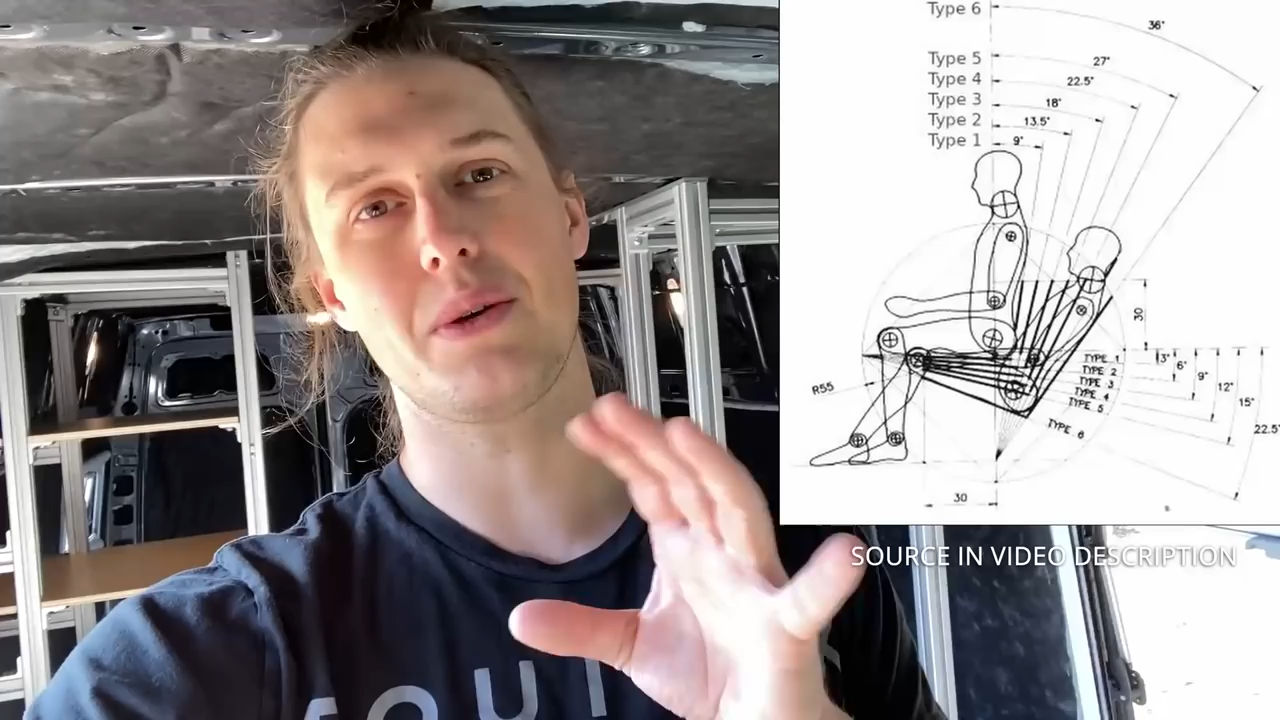 Type 6
36°
Type 5
27°
Type 4
22.5°
Type 3
18°
Type 2
13.5°
Type 1
9°
30
TYPE 1
3°
TYPE 2
6°
TYPE 3
9°
TYPE 4
12°
TYPE 5
15°
R55
TYPE 6
22.5°
30
SOURCE IN VIDEO DESCRIPTION